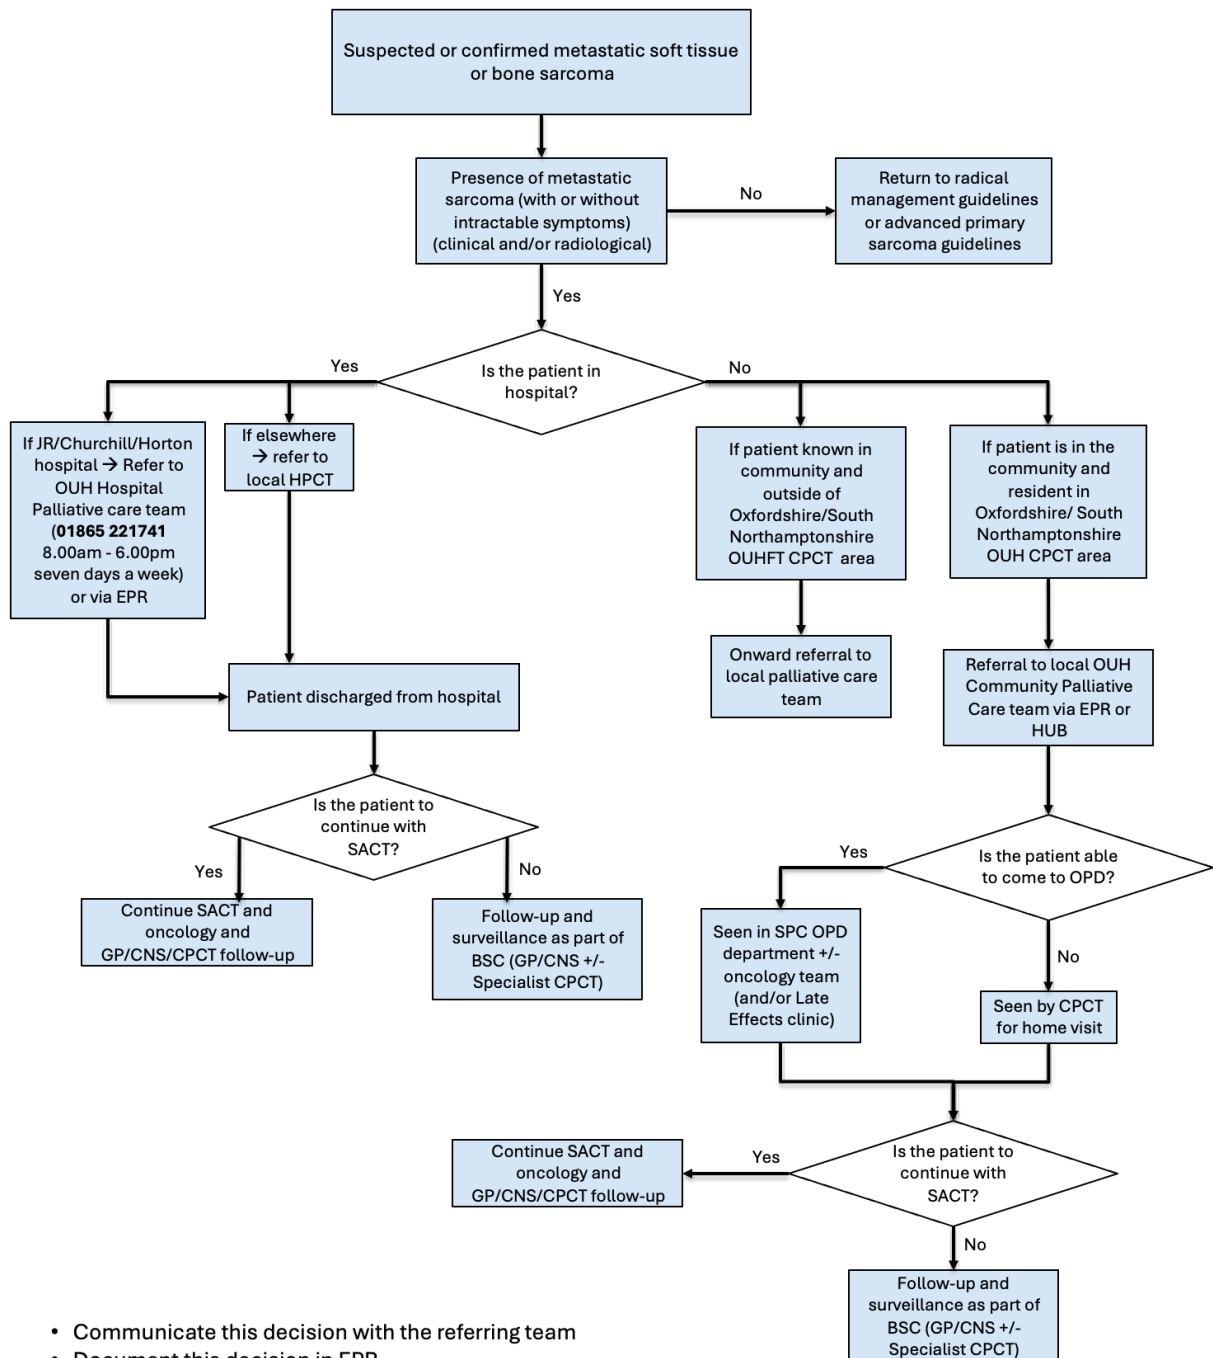 Suspected or confirmed metastatic soft tissue
or bone sarcoma
Presence of metastatic
sarcoma (with or without
intractable symptoms)
(clinical and/or radiological)
No
Return to radical
management guidelines
or advanced primary
sarcoma guidelines
Yes
Is the patient in
hospital?
Yes
No
If JR/Churchill/Horton
hospital → Refer to
OUH Hospital
Palliative care team
(01865 221741
8.00am - 6.00pm
seven days a week)
or via EPR
If elsewhere
→ refer to
local HPCT
If patient known in
community and
outside of
Oxfordshire/South
Northamptonshire
OUHFT CPCT area
If patient is in the
community and
resident in
Oxfordshire/ South
Northamptonshire
OUH CPCT area
Patient discharged from hospital
Onward referral to
local palliative care
team
Referral to local OUH
Community Palliative
Care team via EPR or
HUB
Is the patient to
continue with
SACT?
Yes
No
Continue SACT and
oncology and
GP/CNS/CPCT follow-up
Follow-up and
surveillance as part of
BSC (GP/CNS +/-
Specialist CPCT)
Is the patient able
to come to OPD?
Yes
No
Seen in SPC OPD
department +/-
oncology team
(and/or Late
Effects clinic)
Seen by CPCT
for home visit
Is the patient to
continue with
SACT?
Yes
Continue SACT and
oncology and
GP/CNS/CPCT follow-up
No
Follow-up and
surveillance as part of
BSC (GP/CNS +/-
Specialist CPCT)
• Communicate this decision with the referring team
• Document this decision in EPR